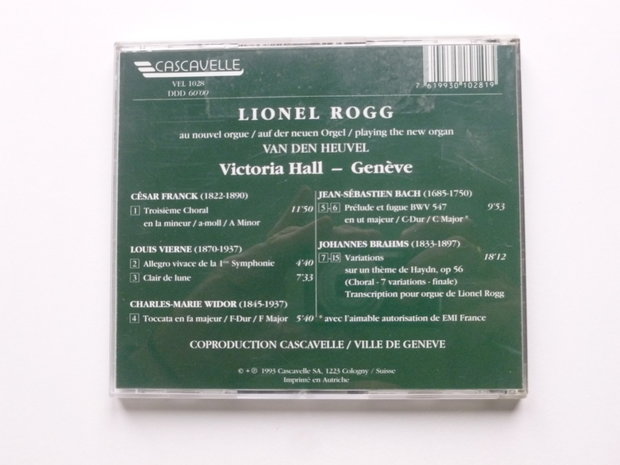 CASCAVELLE
VEL 1028
DDD 60'00
7 619930 102819
LIONEL ROGG
au nouvel orgue / auf der neuen Orgel / playing the new organ
VAN DEN HEUVEL
Victoria Hall – Genève
CÉSAR FRANCK (1822-1890)
1 Troisième Choral 11'50
en la mineur / a-moll / A Minor
LOUIS VIERNE (1870-1937)
2 Allegro vivace de la 1ère Symphonie 4'40
3 Clair de lune 7'33
CHARLES-MARIE WIDOR (1845-1937)
4 Toccata en fa majeur / F-Dur / F Major 5'40
JEAN-SÉBASTIEN BACH (1685-1750)
5-6 Prélude et fugue BWV 547 9'53
en ut majeur / C-Dur / C Major *
JOHANNES BRAHMS (1833-1897)
7-15 Variations 18'12
sur un thème de Haydn, op 56
(Choral - 7 variations - finale)
Transcription pour orgue de Lionel Rogg
* avec l'aimable autorisation de EMI France
COPRODUCTION CASCAVELLE / VILLE DE GENEVE
© + ℗ 1993 Cascavelle SA, 1223 Cologny / Suisse
Imprimé en Autriche